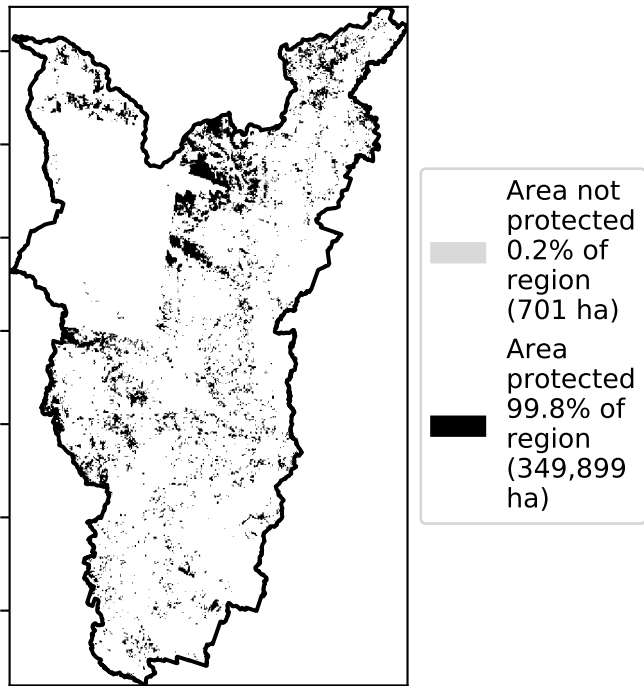 Area not
protected
0.2% of
region
(701 ha)
Area
protected
99.8% of
region
(349,899
ha)